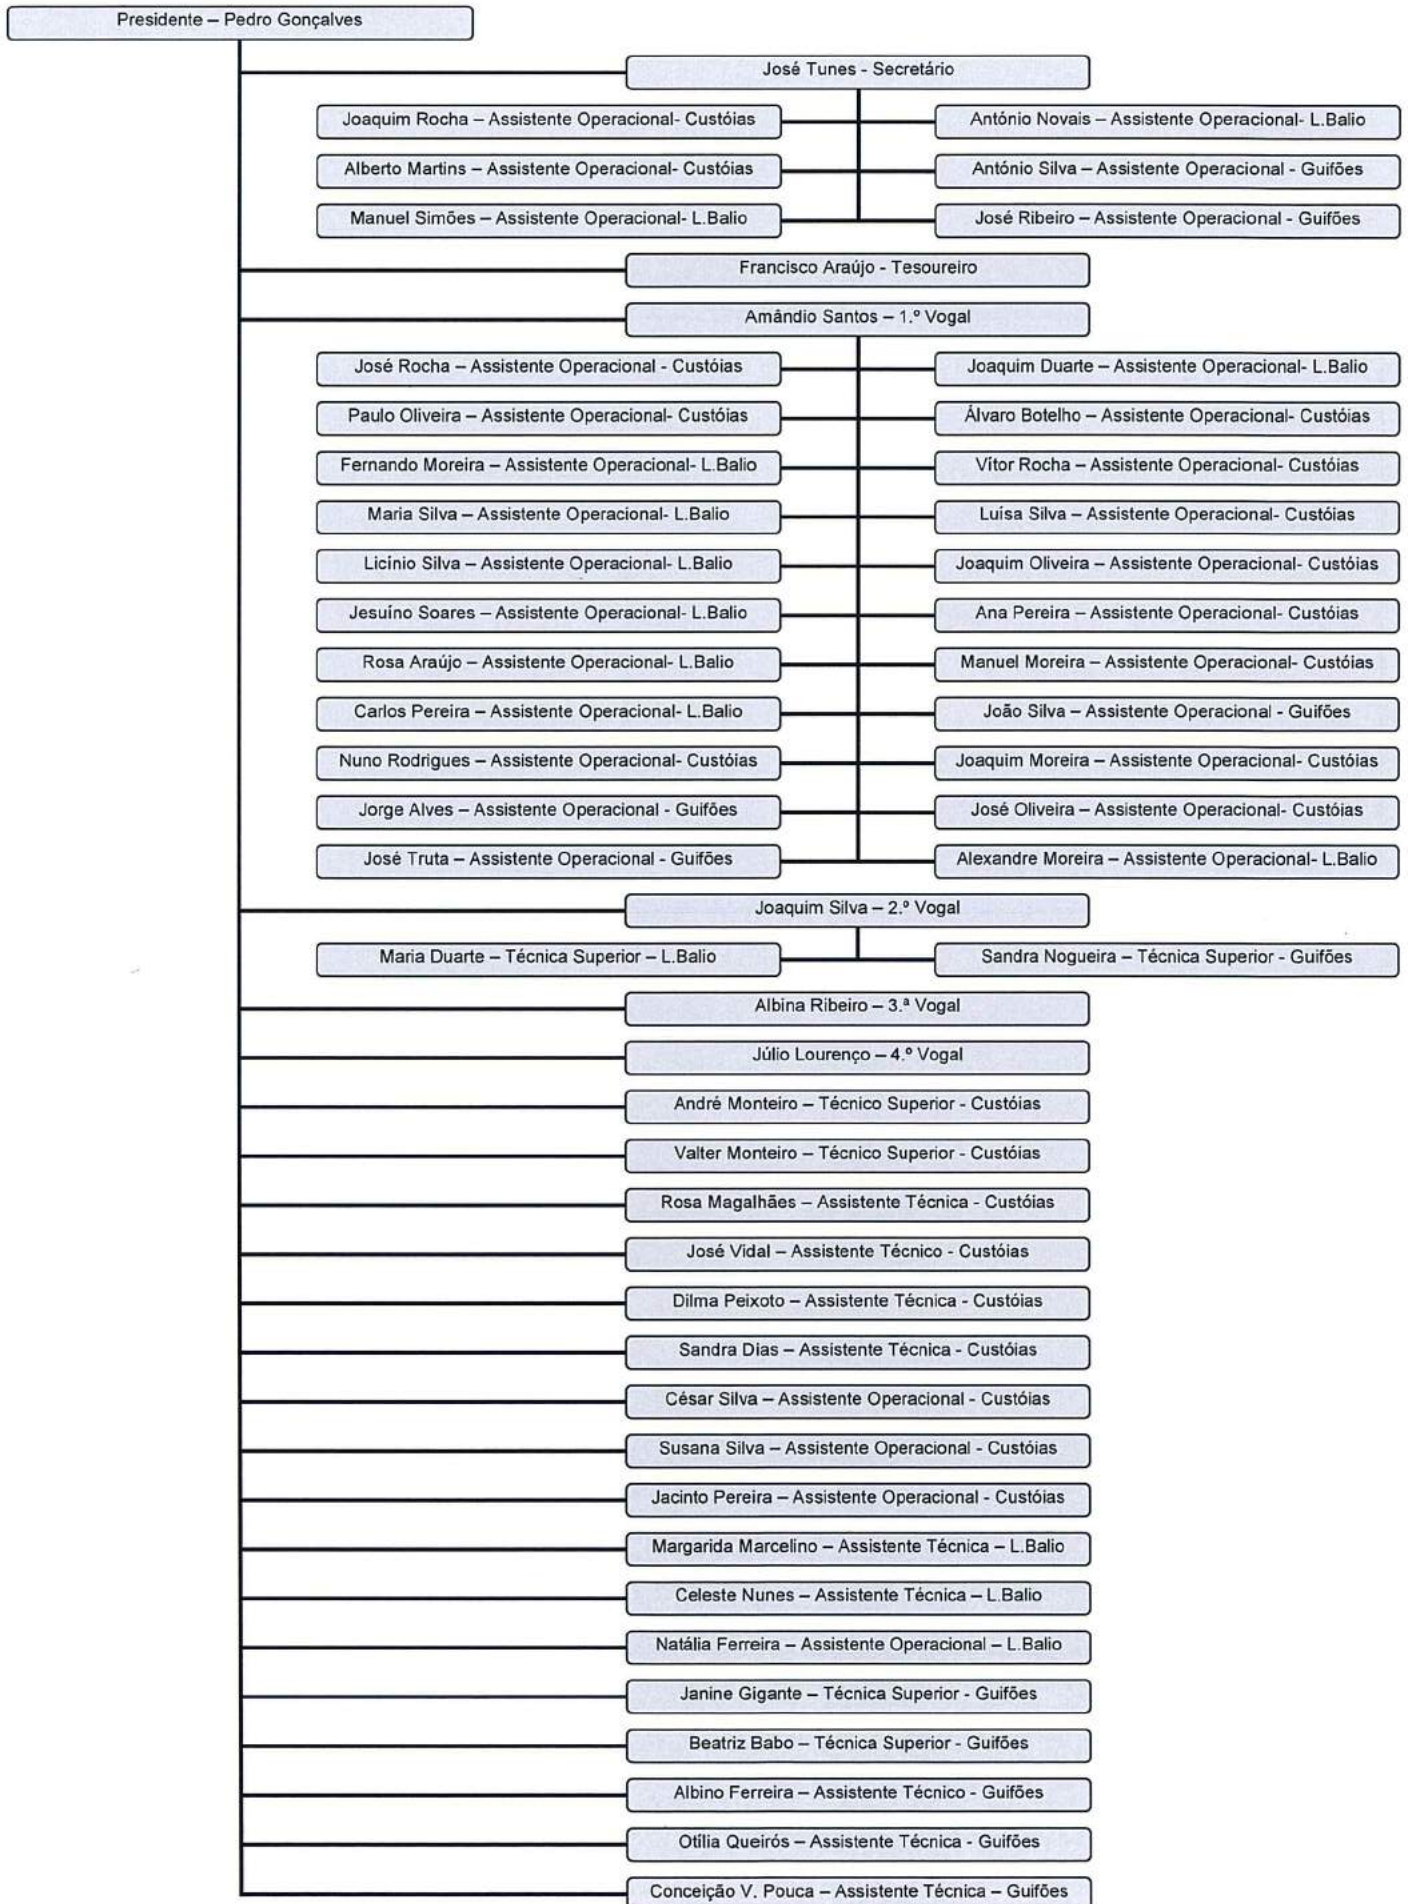 Presidente – Pedro Gonçalves
José Tunes - Secretário
Joaquim Rocha – Assistente Operacional- Custóias
António Novais – Assistente Operacional- L.Balio
Alberto Martins – Assistente Operacional- Custóias
António Silva – Assistente Operacional - Guifões
Manuel Simões – Assistente Operacional- L.Balio
José Ribeiro – Assistente Operacional - Guifões
Francisco Araújo - Tesoureiro
Amândio Santos – 1.º Vogal
José Rocha – Assistente Operacional - Custóias
Joaquim Duarte – Assistente Operacional- L.Balio
Paulo Oliveira – Assistente Operacional- Custóias
Álvaro Botelho – Assistente Operacional- Custóias
Fernando Moreira – Assistente Operacional- L.Balio
Vítor Rocha – Assistente Operacional- Custóias
Maria Silva – Assistente Operacional- L.Balio
Luísa Silva – Assistente Operacional- Custóias
Licínio Silva – Assistente Operacional- L.Balio
Joaquim Oliveira – Assistente Operacional- Custóias
Jesuíno Soares – Assistente Operacional- L.Balio
Ana Pereira – Assistente Operacional- Custóias
Rosa Araújo – Assistente Operacional- L.Balio
Manuel Moreira – Assistente Operacional- Custóias
Carlos Pereira – Assistente Operacional- L.Balio
João Silva – Assistente Operacional - Guifões
Nuno Rodrigues – Assistente Operacional- Custóias
Joaquim Moreira – Assistente Operacional- Custóias
Jorge Alves – Assistente Operacional - Guifões
José Oliveira – Assistente Operacional- Custóias
José Truta – Assistente Operacional - Guifões
Alexandre Moreira – Assistente Operacional- L.Balio
Joaquim Silva – 2.º Vogal
Maria Duarte – Técnica Superior – L.Balio
Sandra Nogueira – Técnica Superior - Guifões
Albina Ribeiro – 3.ª Vogal
Júlio Lourenço – 4.º Vogal
André Monteiro – Técnico Superior - Custóias
Valter Monteiro – Técnico Superior - Custóias
Rosa Magalhães – Assistente Técnica - Custóias
José Vidal – Assistente Técnico - Custóias
Dilma Peixoto – Assistente Técnica - Custóias
Sandra Dias – Assistente Técnica - Custóias
César Silva – Assistente Operacional - Custóias
Susana Silva – Assistente Operacional - Custóias
Jacinto Pereira – Assistente Operacional - Custóias
Margarida Marcelino – Assistente Técnica – L.Balio
Celeste Nunes – Assistente Técnica – L.Balio
Natália Ferreira – Assistente Operacional – L.Balio
Janine Gigante – Técnica Superior - Guifões
Beatriz Babo – Técnica Superior - Guifões
Albino Ferreira – Assistente Técnico - Guifões
Otília Queirós – Assistente Técnica - Guifões
Conceição V. Pouca – Assistente Técnica – Guifões